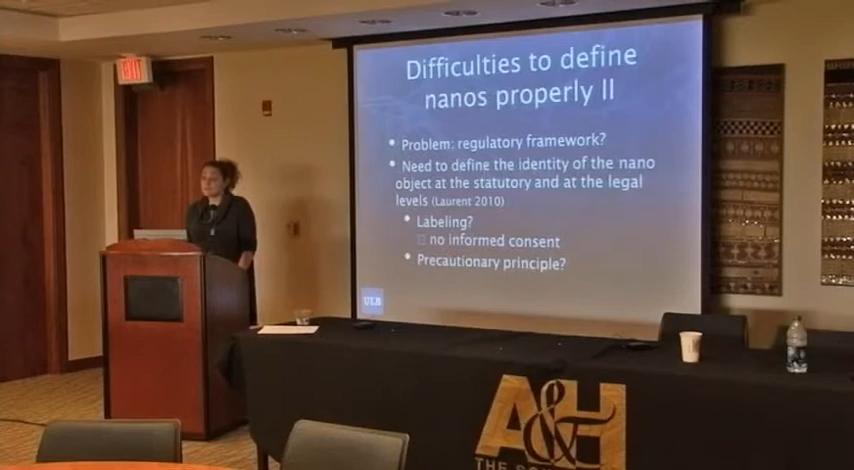 EXIT
Difficulties to define
nanos properly II
• Problem: regulatory framework?
• Need to define the identity of the nano
object at the statutory and at the legal
levels (Laurent 2010)
• Labeling?
□ no informed consent
• Precautionary principle?
ULB
A&H
THE